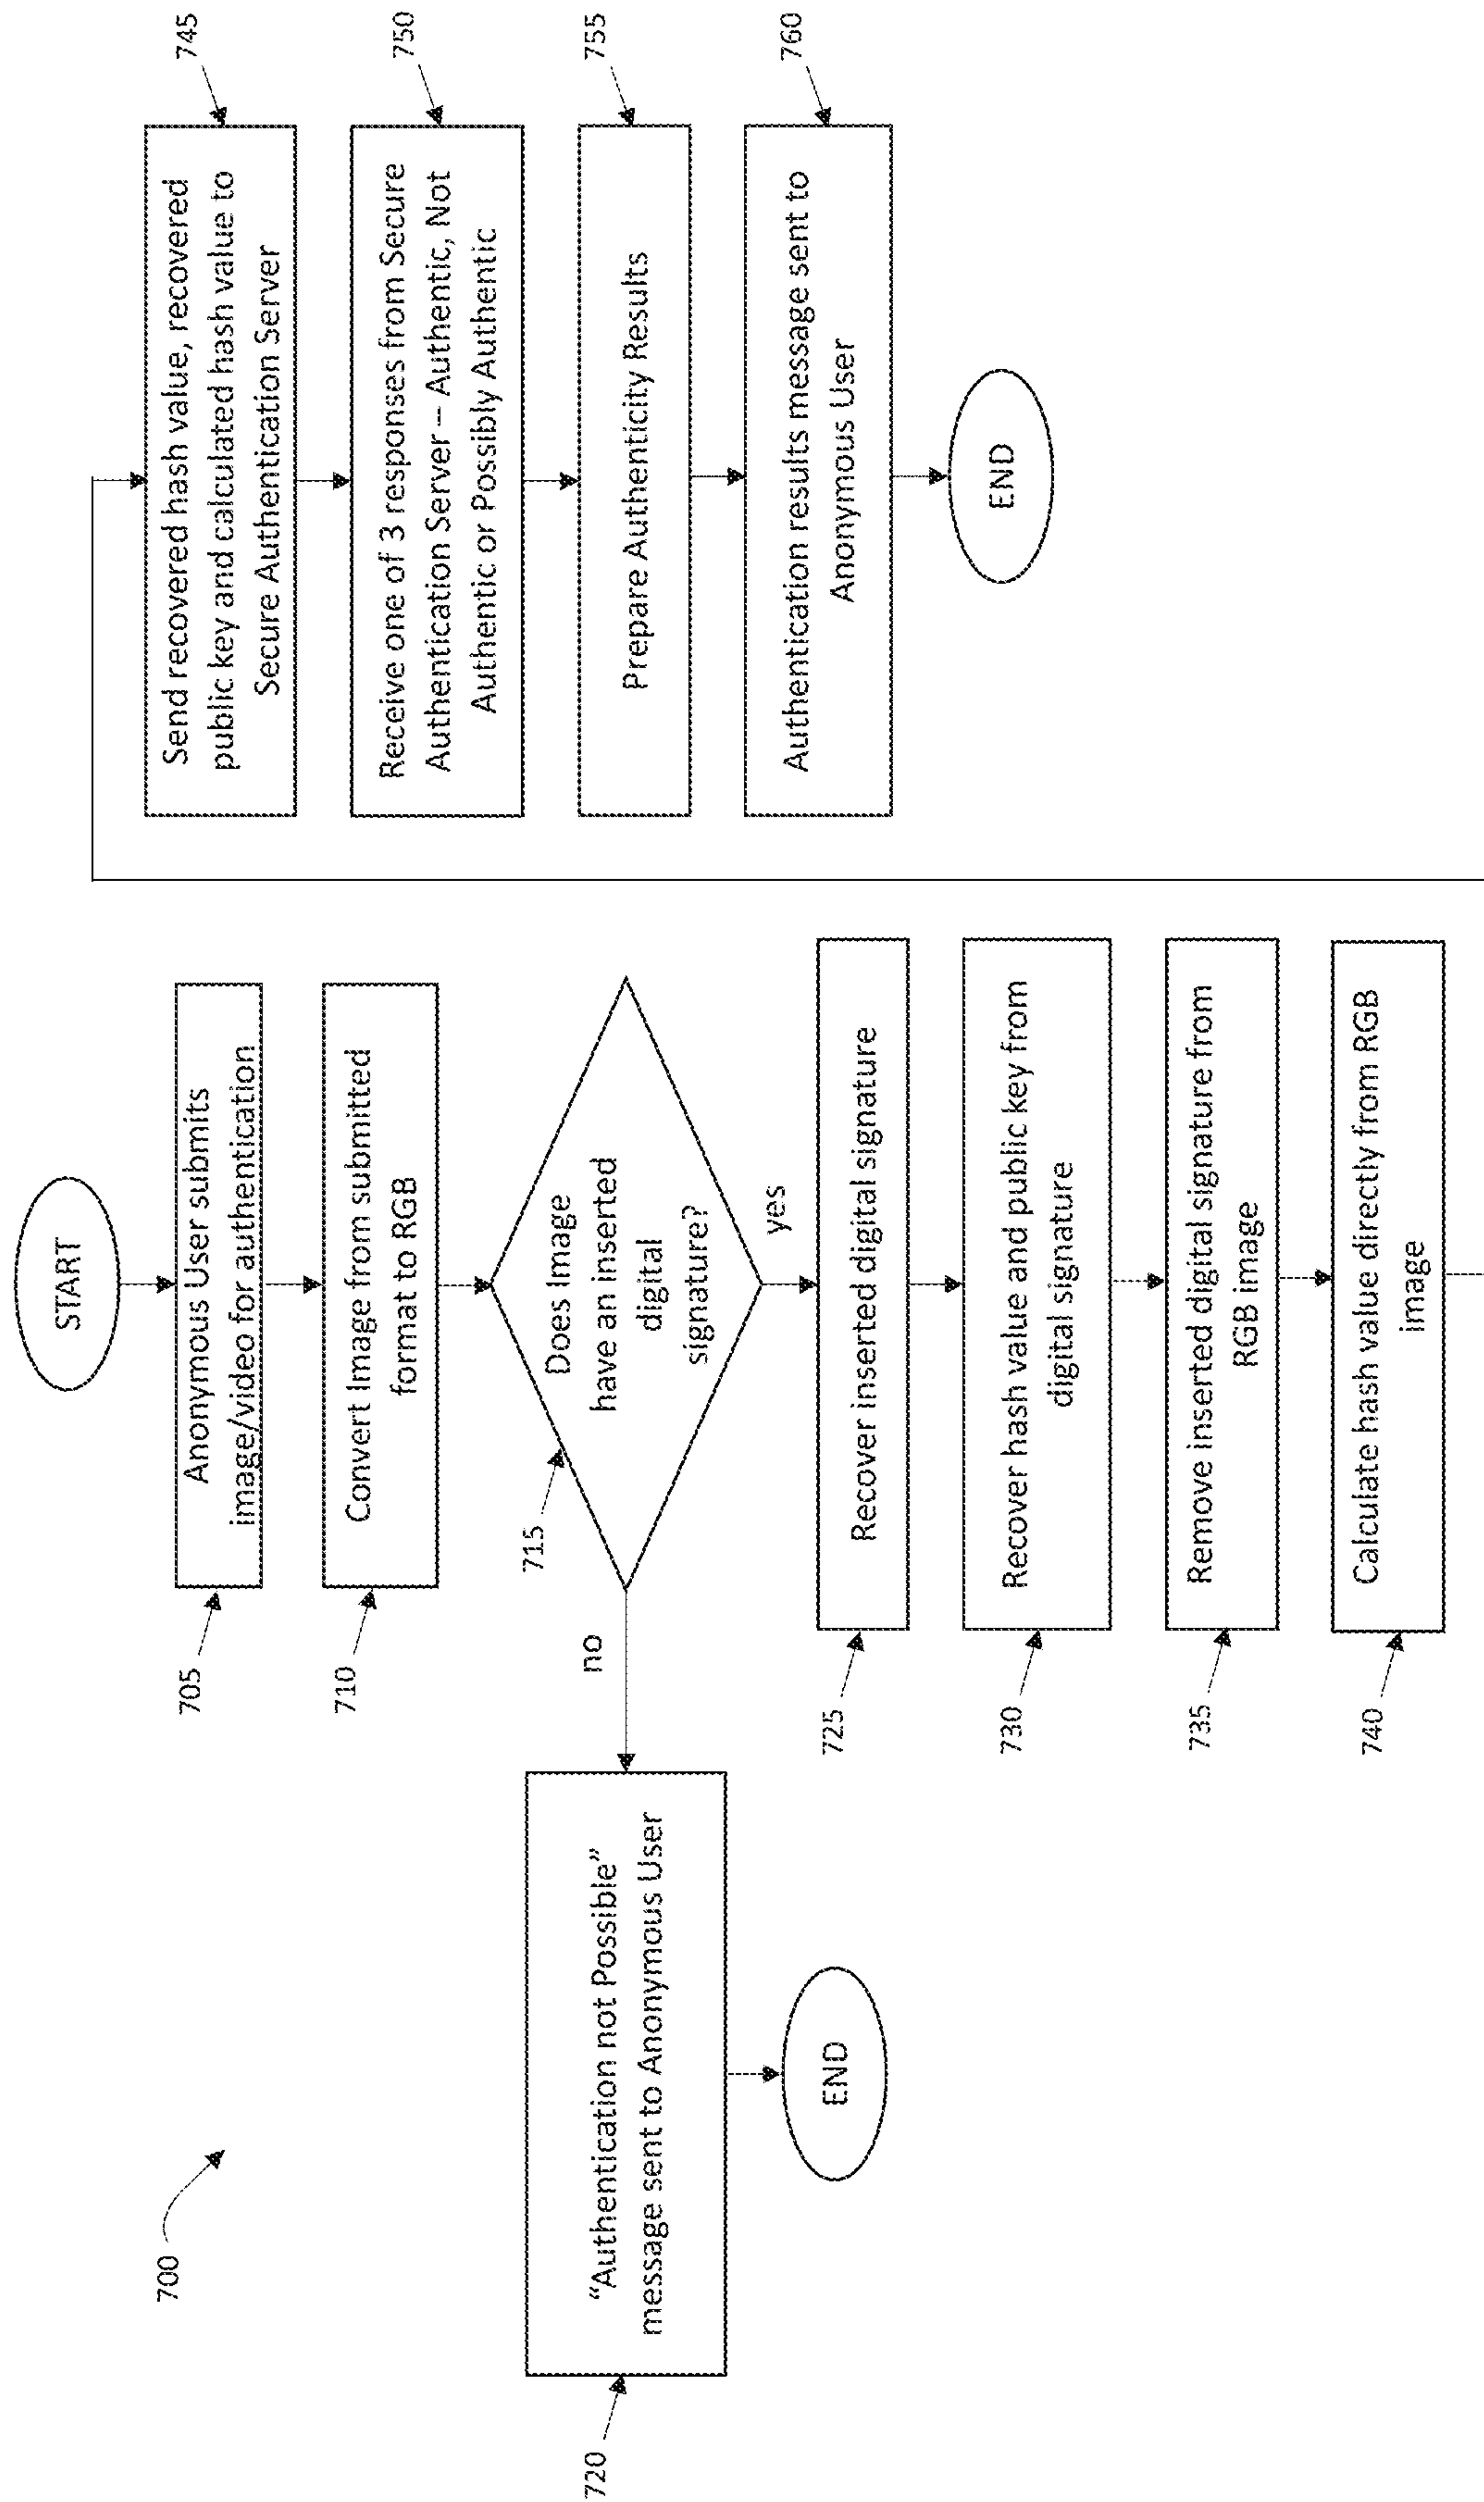 700
START
705
Anonymous User submits
image/video for authentication
710
Convert Image from submitted
format to RGB
715
Does Image
have an inserted
digital
signature?
no
yes
720
“Authentication not Possible”
message sent to Anonymous User
END
725
Recover inserted digital signature
730
Recover hash value and public key from
digital signature
735
Remove inserted digital signature from
RGB image
740
Calculate hash value directly from RGB
image
745
Send recovered hash value, recovered
public key and calculated hash value to
Secure Authentication Server
750
Receive one of 3 responses from Secure
Authentication Server – Authentic, Not
Authentic or Possibly Authentic
755
Prepare Authenticity Results
760
Authentication results message sent to
Anonymous User
END